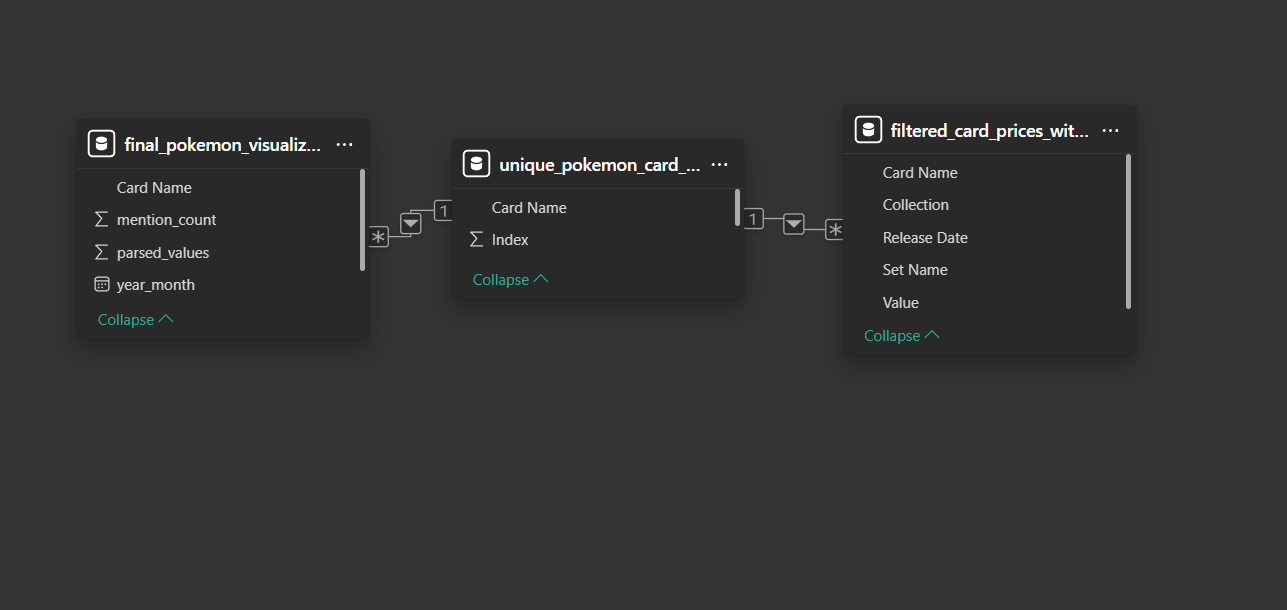 final_pokemon_visualiz...
Card Name
mention_count
parsed_values
year_month
Collapse
*
1
unique_pokemon_card_...
Card Name
Index
Collapse
1
*
filtered_card_prices_wit...
Card Name
Collection
Release Date
Set Name
Value
Collapse